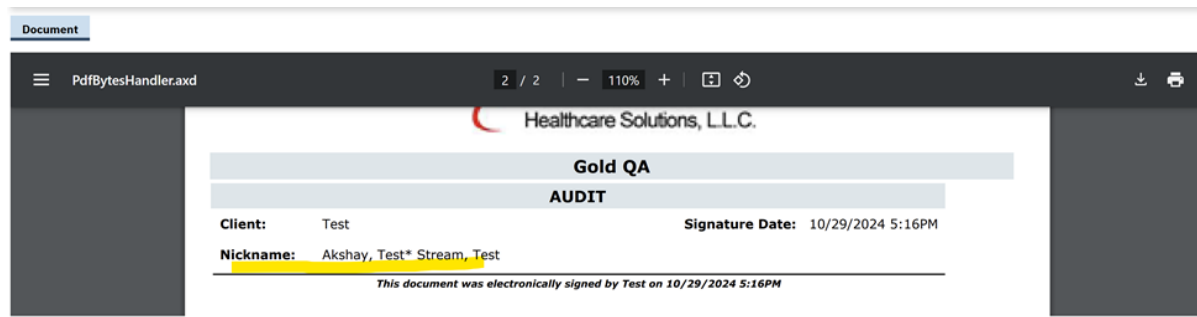 Document
PdfBytesHandler.axd 2 / 2 110%
Healthcare Solutions, L.L.C.
Gold QA
AUDIT
Client: Test Signature Date: 10/29/2024 5:16PM
Nickname: Akshay, Test* Stream, Test
This document was electronically signed by Test on 10/29/2024 5:16PM